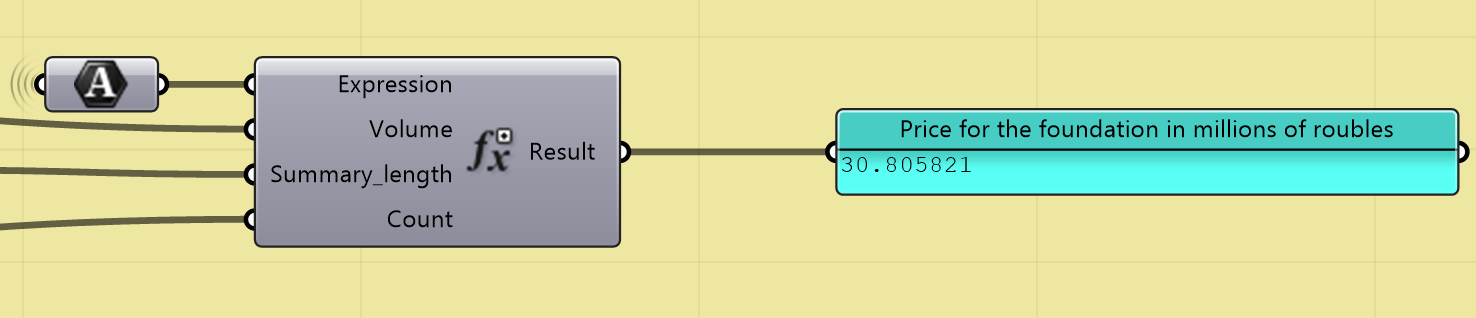 A
Expression
Volume
Summary_length
Count
fx
Result
Price for the foundation in millions of roubles
30.805821